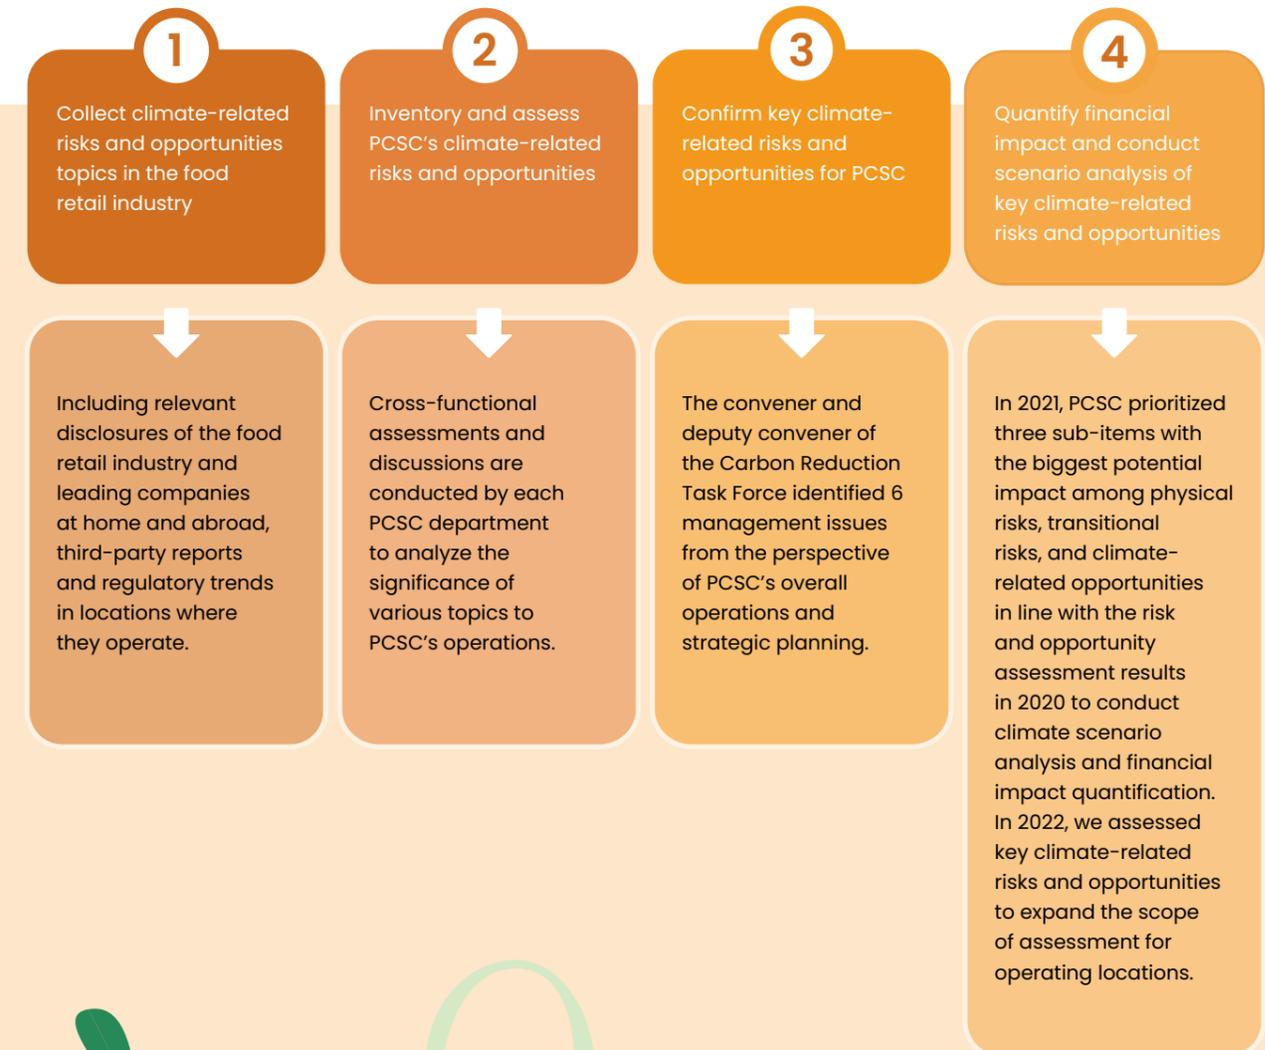 1
Collect climate-related
risks and opportunities
topics in the food
retail industry
Including relevant
disclosures of the food
retail industry and
leading companies
at home and abroad,
third-party reports
and regulatory trends
in locations where
they operate.
2
Inventory and assess
PCSC's climate-related
risks and opportunities
Cross-functional
assessments and
discussions are
conducted by each
PCSC department
to analyze the
significance of
various topics to
PCSC's operations.
3
Confirm key climate-
related risks and
opportunities for PCSC
The convener and
deputy convener of
the Carbon Reduction
Task Force identified 6
management issues
from the perspective
of PCSC's overall
operations and
strategic planning.
4
Quantify financial
impact and conduct
scenario analysis of
key climate-related
risks and opportunities
In 2021, PCSC prioritized
three sub-items with
the biggest potential
impact among physical
risks, transitional
risks, and climate-
related opportunities
in line with the risk
and opportunity
assessment results
in 2020 to conduct
climate scenario
analysis and financial
impact quantification.
In 2022, we assessed
key climate-related
risks and opportunities
to expand the scope
of assessment for
operating locations.